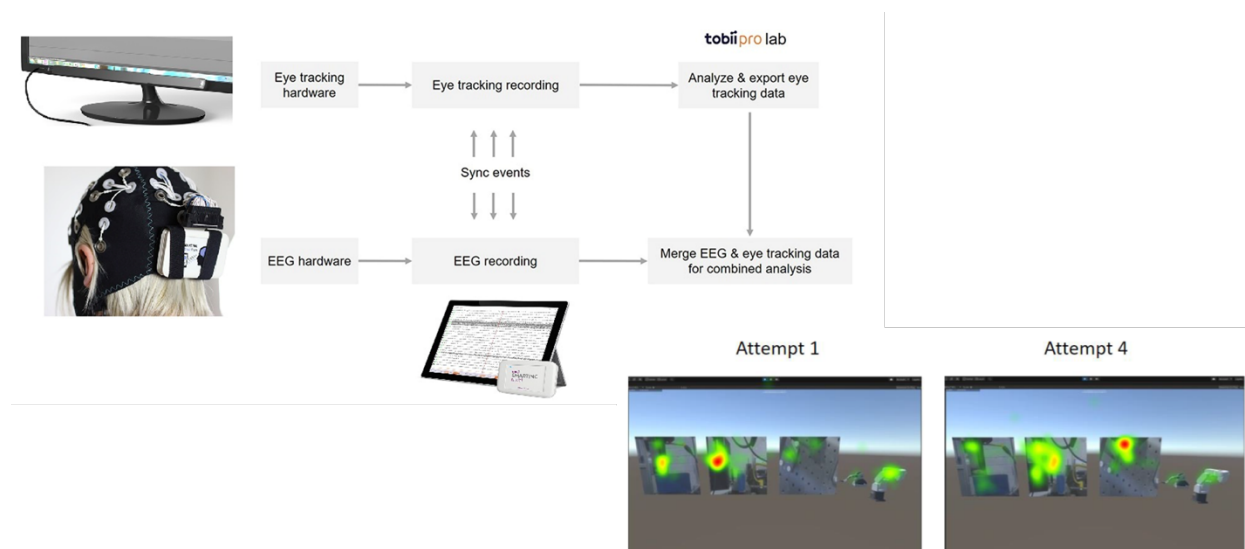 tobii pro lab
Eye tracking
hardware
Eye tracking recording
Analyze & export eye
tracking data
Sync events
EEG hardware
EEG recording
Merge EEG & eye tracking data
for combined analysis
Attempt 1
Attempt 4